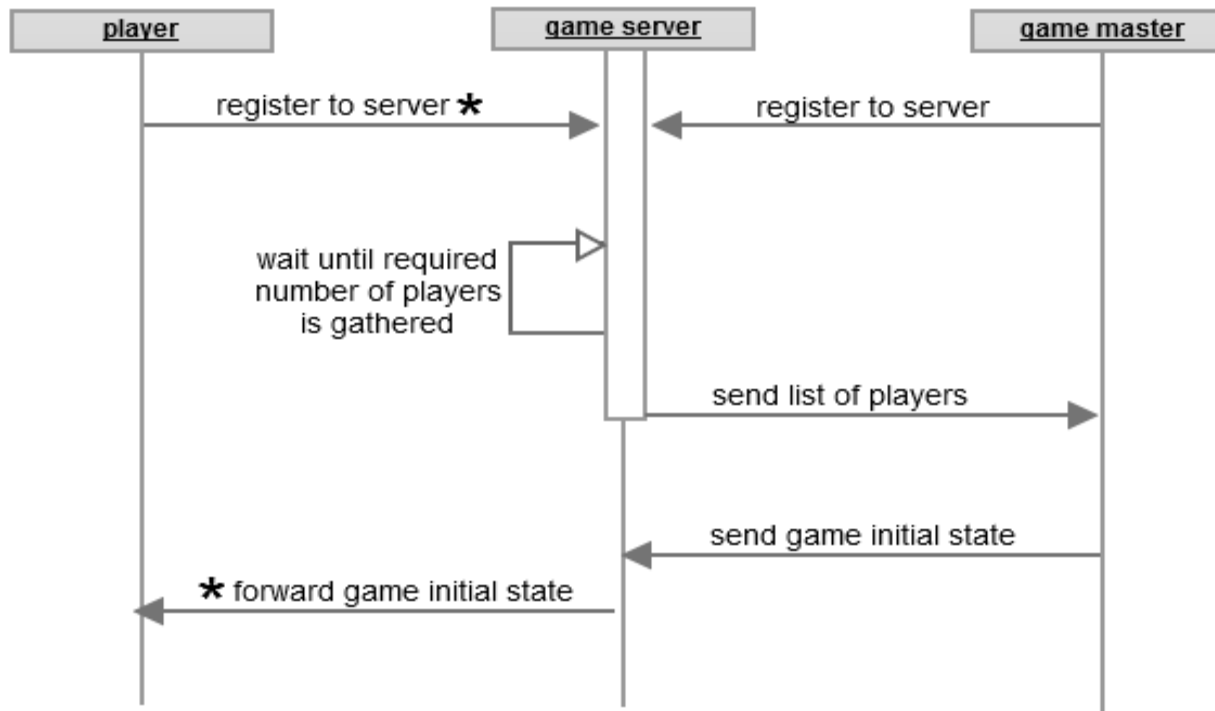 player
game server
game master
register to server *
register to server
wait until required
number of players
is gathered
send list of players
send game initial state
* forward game initial state